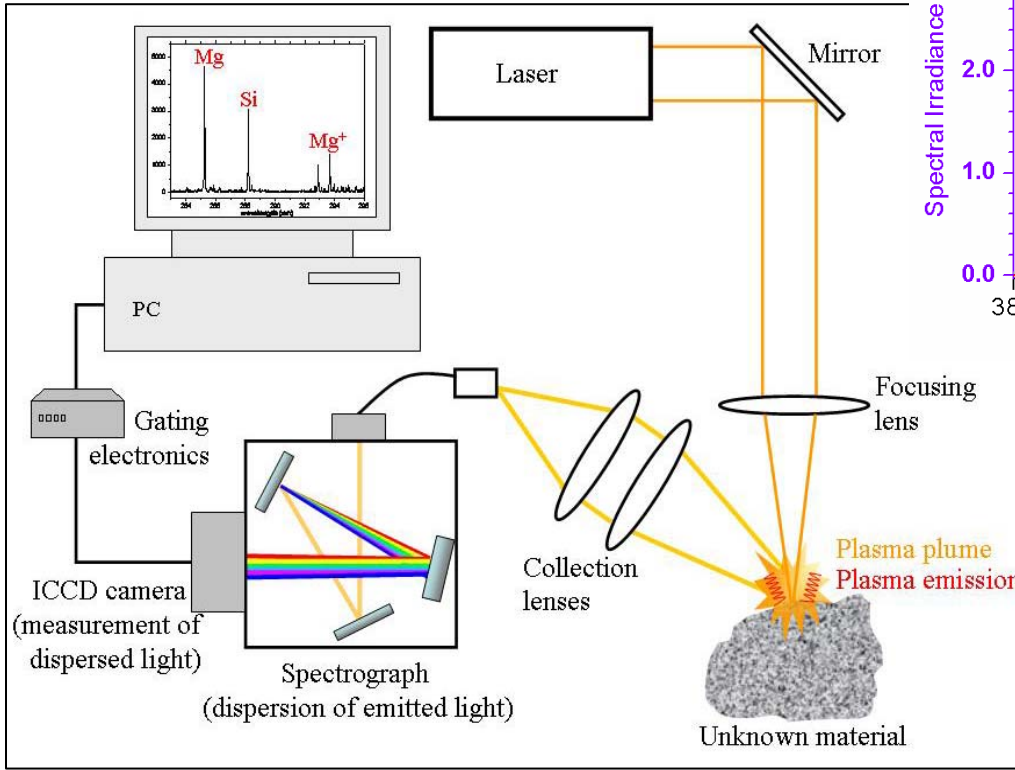 Laser
Mirror
Spectral Irradiance
2.0
1.0
0.0
38
Mg
Si
Mg+
6000
PC
Gating
electronics
Focusing
lens
Collection
lenses
Plasma plume
Plasma emission
ICCD camera
(measurement of
dispersed light)
Spectrograph
(dispersion of emitted light)
Unknown material